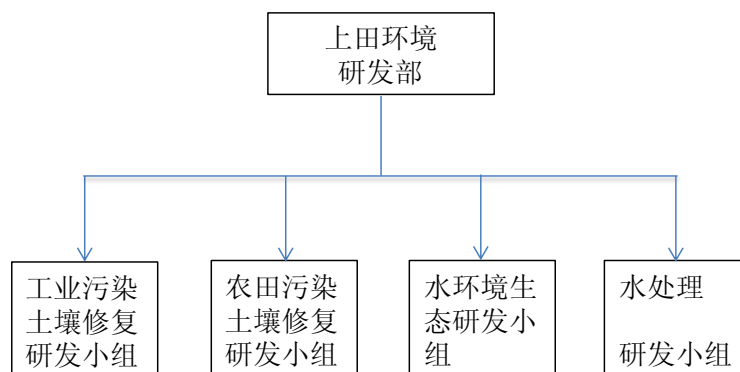 上田环境
研发部
工业污染
土壤修复
研发小组
农田污染
土壤修复
研发小组
水环境生
态研发小
组
水处理
研发小组